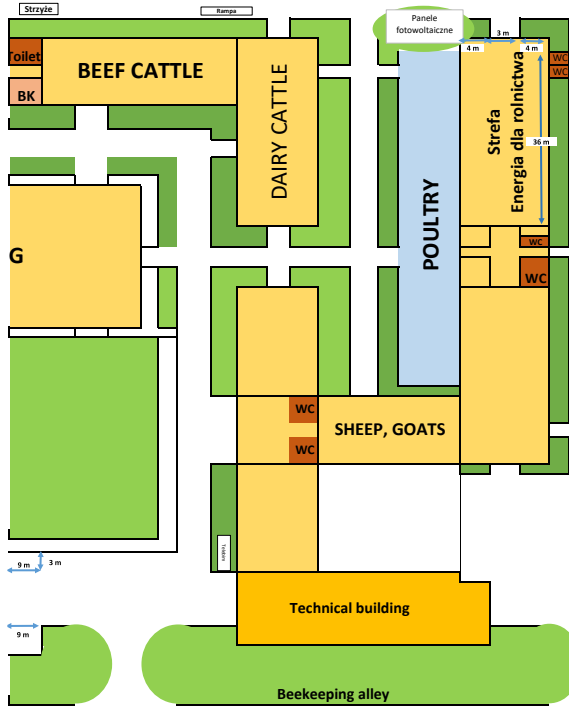 Strzyże
Rampa
Panele
fotowoltaiczne
4 m
3 m
4 m
Toilet
BK
BEEF CATTLE
DAIRY CATTLE
POULTRY
Strefa
Energia dla rolnictwa
36 m
WC
WC
WC
WC
G
WC
WC
SHEEP, GOATS
9 m
3 m
9 m
Technical building
Beekeeping alley